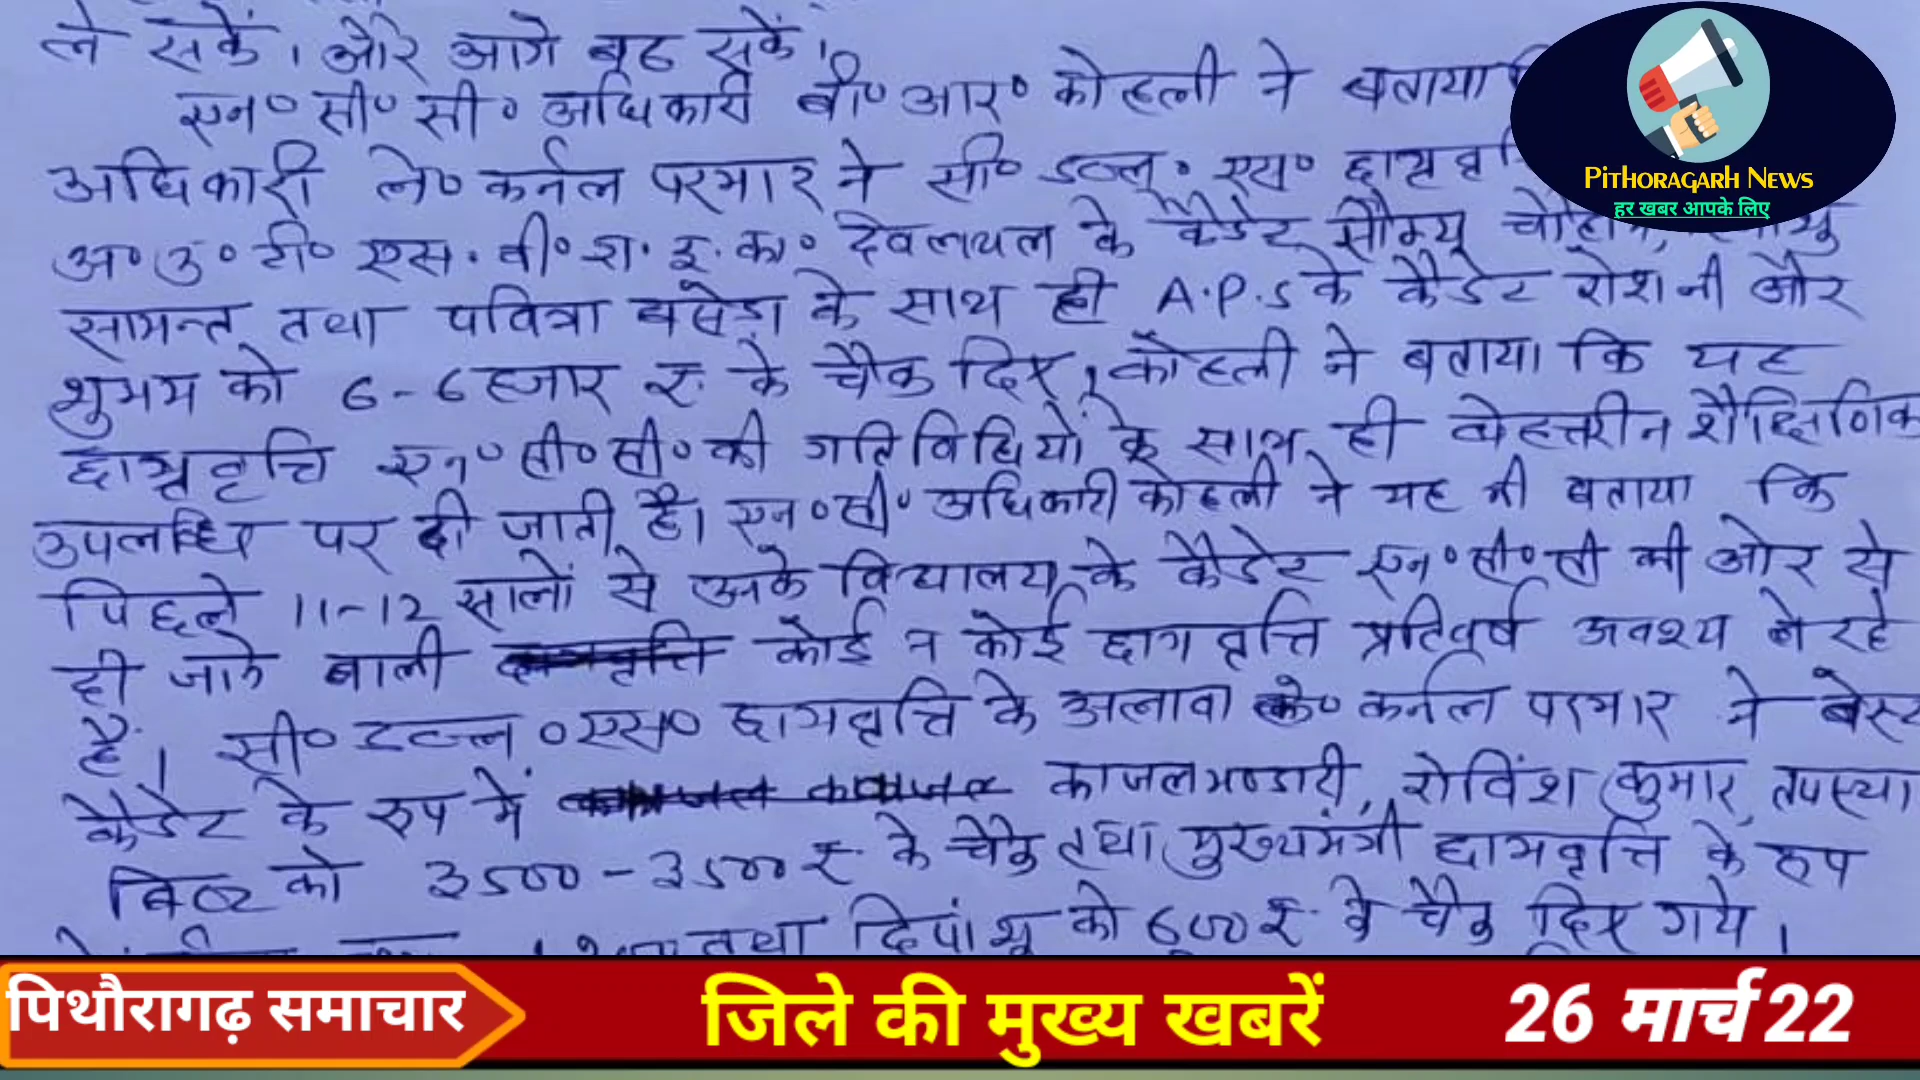 ले सकें। और आगे बढ सकें।
एन० सी० सी० अधिकारी बी० आर० कोहली ने बताया
अधिकारी ले० कर्नल परमार ने सी० डब्लू० एस० छात्रवृ
अ० उ० टी० एस. बी० रा. इ. का० देवलथल के कैडेट सौम्य चौहान,
सामन्त तथा पवित्रा बसेड़ा के साथ ही A.P.S के कैडेट रोशनी और
शुभम को 6-6 हजार रु. के चैक दिए, कोहली ने बताया कि यह
छात्रवृत्ति एन० सी० सी० की गतिविधियों के साथ ही बेहत्तरीन शैक्षिणिक
उपलब्धि पर दी जाती है। एन० सी० अधिकारी कोहली ने यह भी बताया कि
पिछले 11-12 सालों से उनके विद्यालय के कैडेट एन० सी० सी की ओर से
दी जाने बाली कोई न कोई छात्रवृत्ति प्रतिवर्ष अवश्य ले रहे
हैं। सी० डब्लू० एस० छात्रवृत्ति के अलावा ले० कर्नल परमार ने बेस्ट
कैडेट के रूप में काजल भण्डारी, रोविंश कुमार, तपस्या
बिष्ट को 3500-3500 रु. के चैक तथा मुख्यमंत्री छात्रवृत्ति के रूप
तथा दिपांशू को 600 रु. के चैक दिए गये।
PITHORAGARH NEWS
हर खबर आपके लिए
पिथौरागढ़ समाचार
जिले की मुख्य खबरें
26 मार्च 22